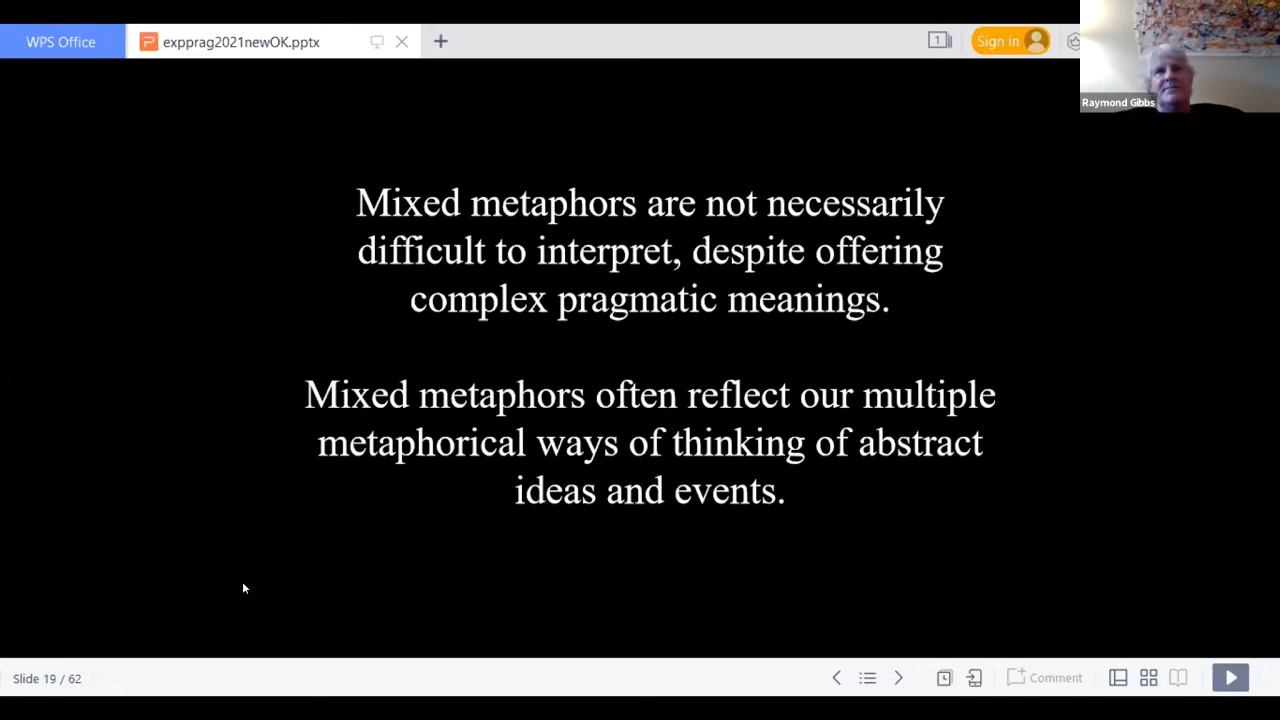 WPS Office
exppprag2021newOK.pptx
1
Sign in
Raymond Gibbs
Mixed metaphors are not necessarily
difficult to interpret, despite offering
complex pragmatic meanings.
Mixed metaphors often reflect our multiple
metaphorical ways of thinking of abstract
ideas and events.
Slide 19 / 62
Comment